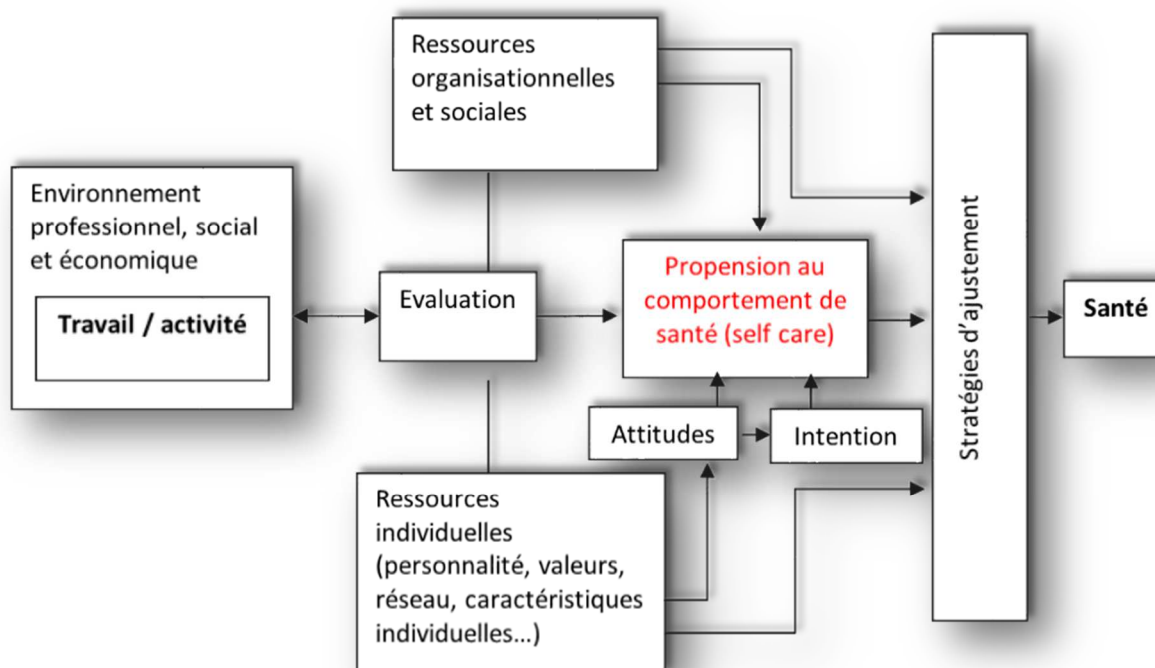 Ressources
organisationnelles
et sociales
Environnement
professionnel, social
et économique
Travail / activité
Evaluation
Propension au
comportement de
santé (self care)
Attitudes
Intention
Ressources
individuelles
(personnalité, valeurs,
réseau, caractéristiques
individuelles...)
Stratégies d'ajustement
Santé